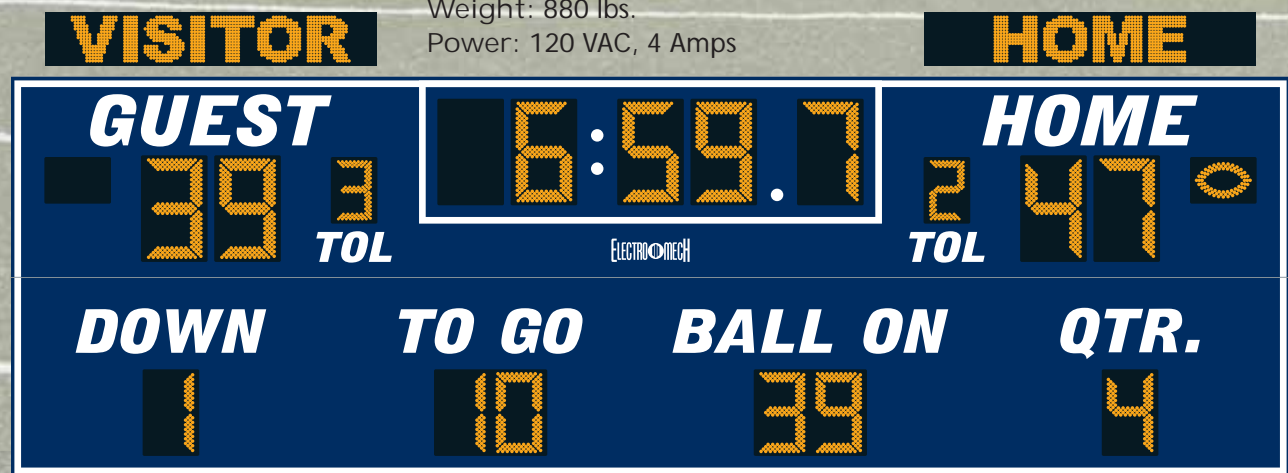 Weight: 880 lbs.
Power: 120 VAC, 4 Amps
VISITOR HOME
GUEST 6:59.7 HOME
39 3 2 47 0
TOL TOL
ELECTRO-MECH
DOWN TO GO BALL ON QTR.
1 10 39 4